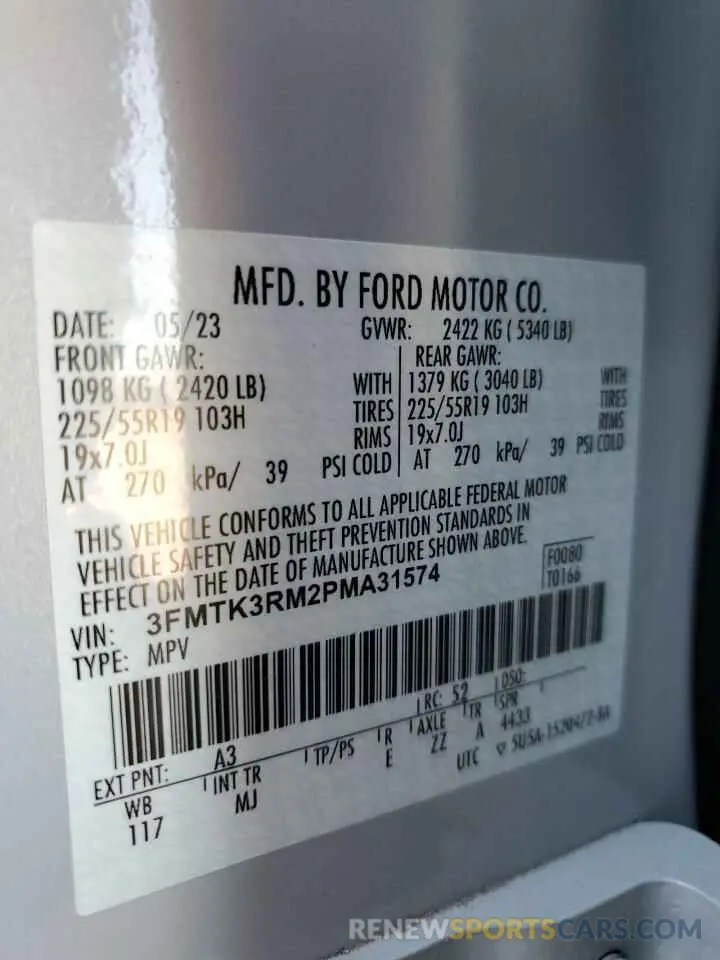 MFD. BY FORD MOTOR CO.
DATE: 05/23 GVWR: 2422 KG ( 5340 LB)
FRONT GAWR: REAR GAWR:
1098 KG ( 2420 LB) WITH 1379 KG ( 3040 LB) WITH
225/55R19 103H TIRES 225/55R19 103H TIRES
19x7.0J RIMS 19x7.0J RIMS
AT 270 kPa/ 39 PSI COLD AT 270 kPa/ 39 PSI COLD
THIS VEHICLE CONFORMS TO ALL APPLICABLE FEDERAL MOTOR
VEHICLE SAFETY AND THEFT PREVENTION STANDARDS IN
EFFECT ON THE DATE OF MANUFACTURE SHOWN ABOVE.
F0080
T0166
VIN: 3FMTK3RM2PMA31574
TYPE: MPV
EXT PNT: A3 RC: 52 DSO:
WB INT TR TP/PS R AXLE TR SPR
117 MJ E ZZ A 4433
UTC
RENEWSPORTSCARS.COM